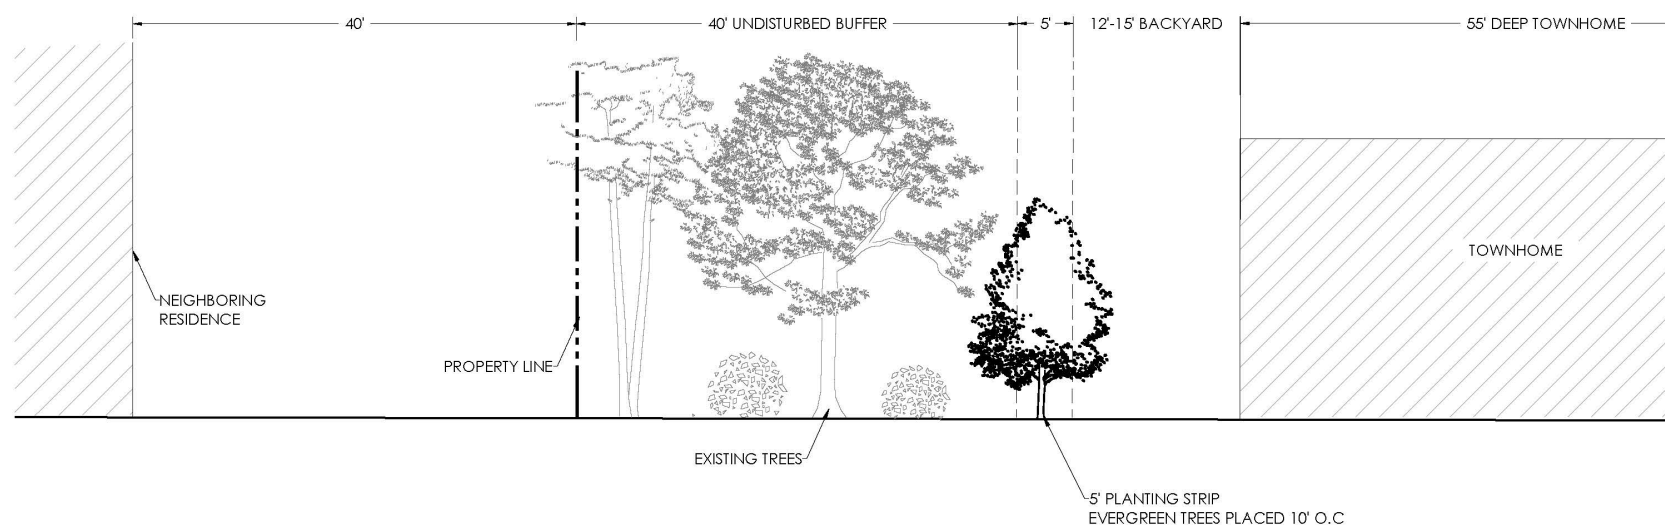 40' 40' UNDISTURBED BUFFER 5' 12'-15' BACKYARD 55' DEEP TOWNHOME
TOWNHOME
NEIGHBORING
RESIDENCE
PROPERTY LINE
EXISTING TREES
5' PLANTING STRIP
EVERGREEN TREES PLACED 10' O.C